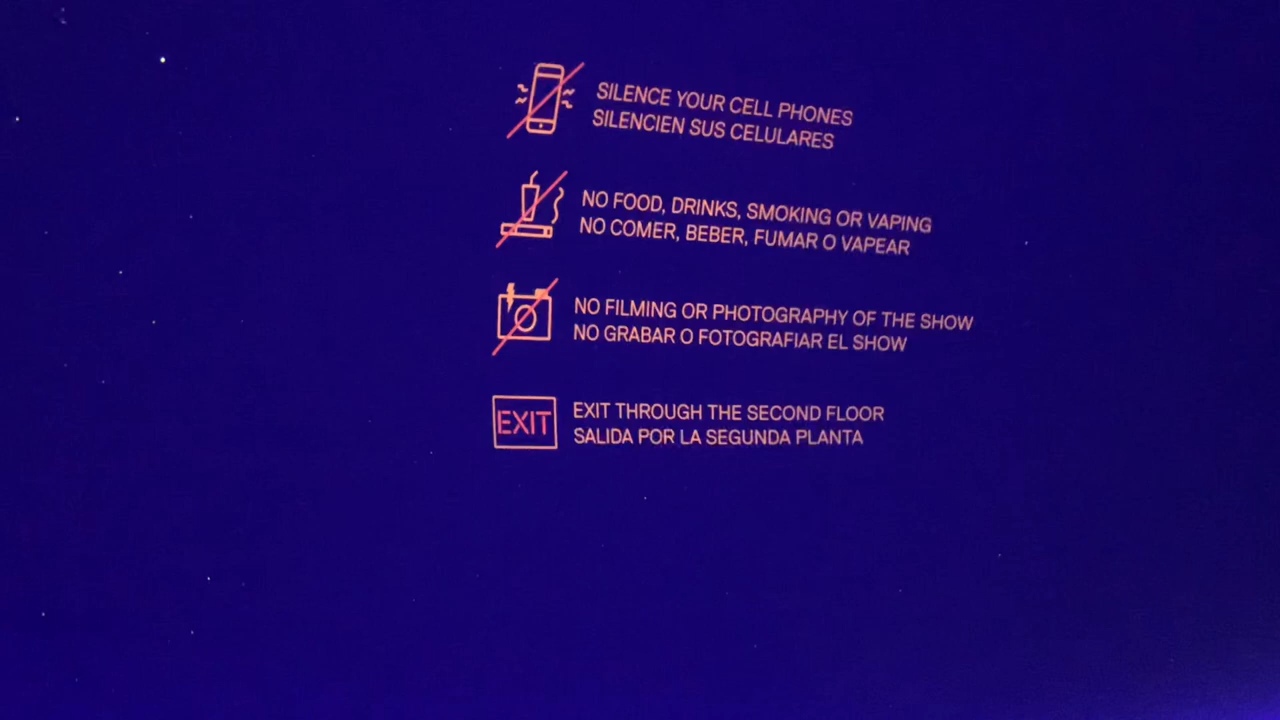 SILENCE YOUR CELL PHONES
SILENCIEN SUS CELULARES
NO FOOD, DRINKS, SMOKING OR VAPING
NO COMER, BEBER, FUMAR O VAPEAR
NO FILMING OR PHOTOGRAPHY OF THE SHOW
NO GRABAR O FOTOGRAFIAR EL SHOW
EXIT
EXIT THROUGH THE SECOND FLOOR
SALIDA POR LA SEGUNDA PLANTA